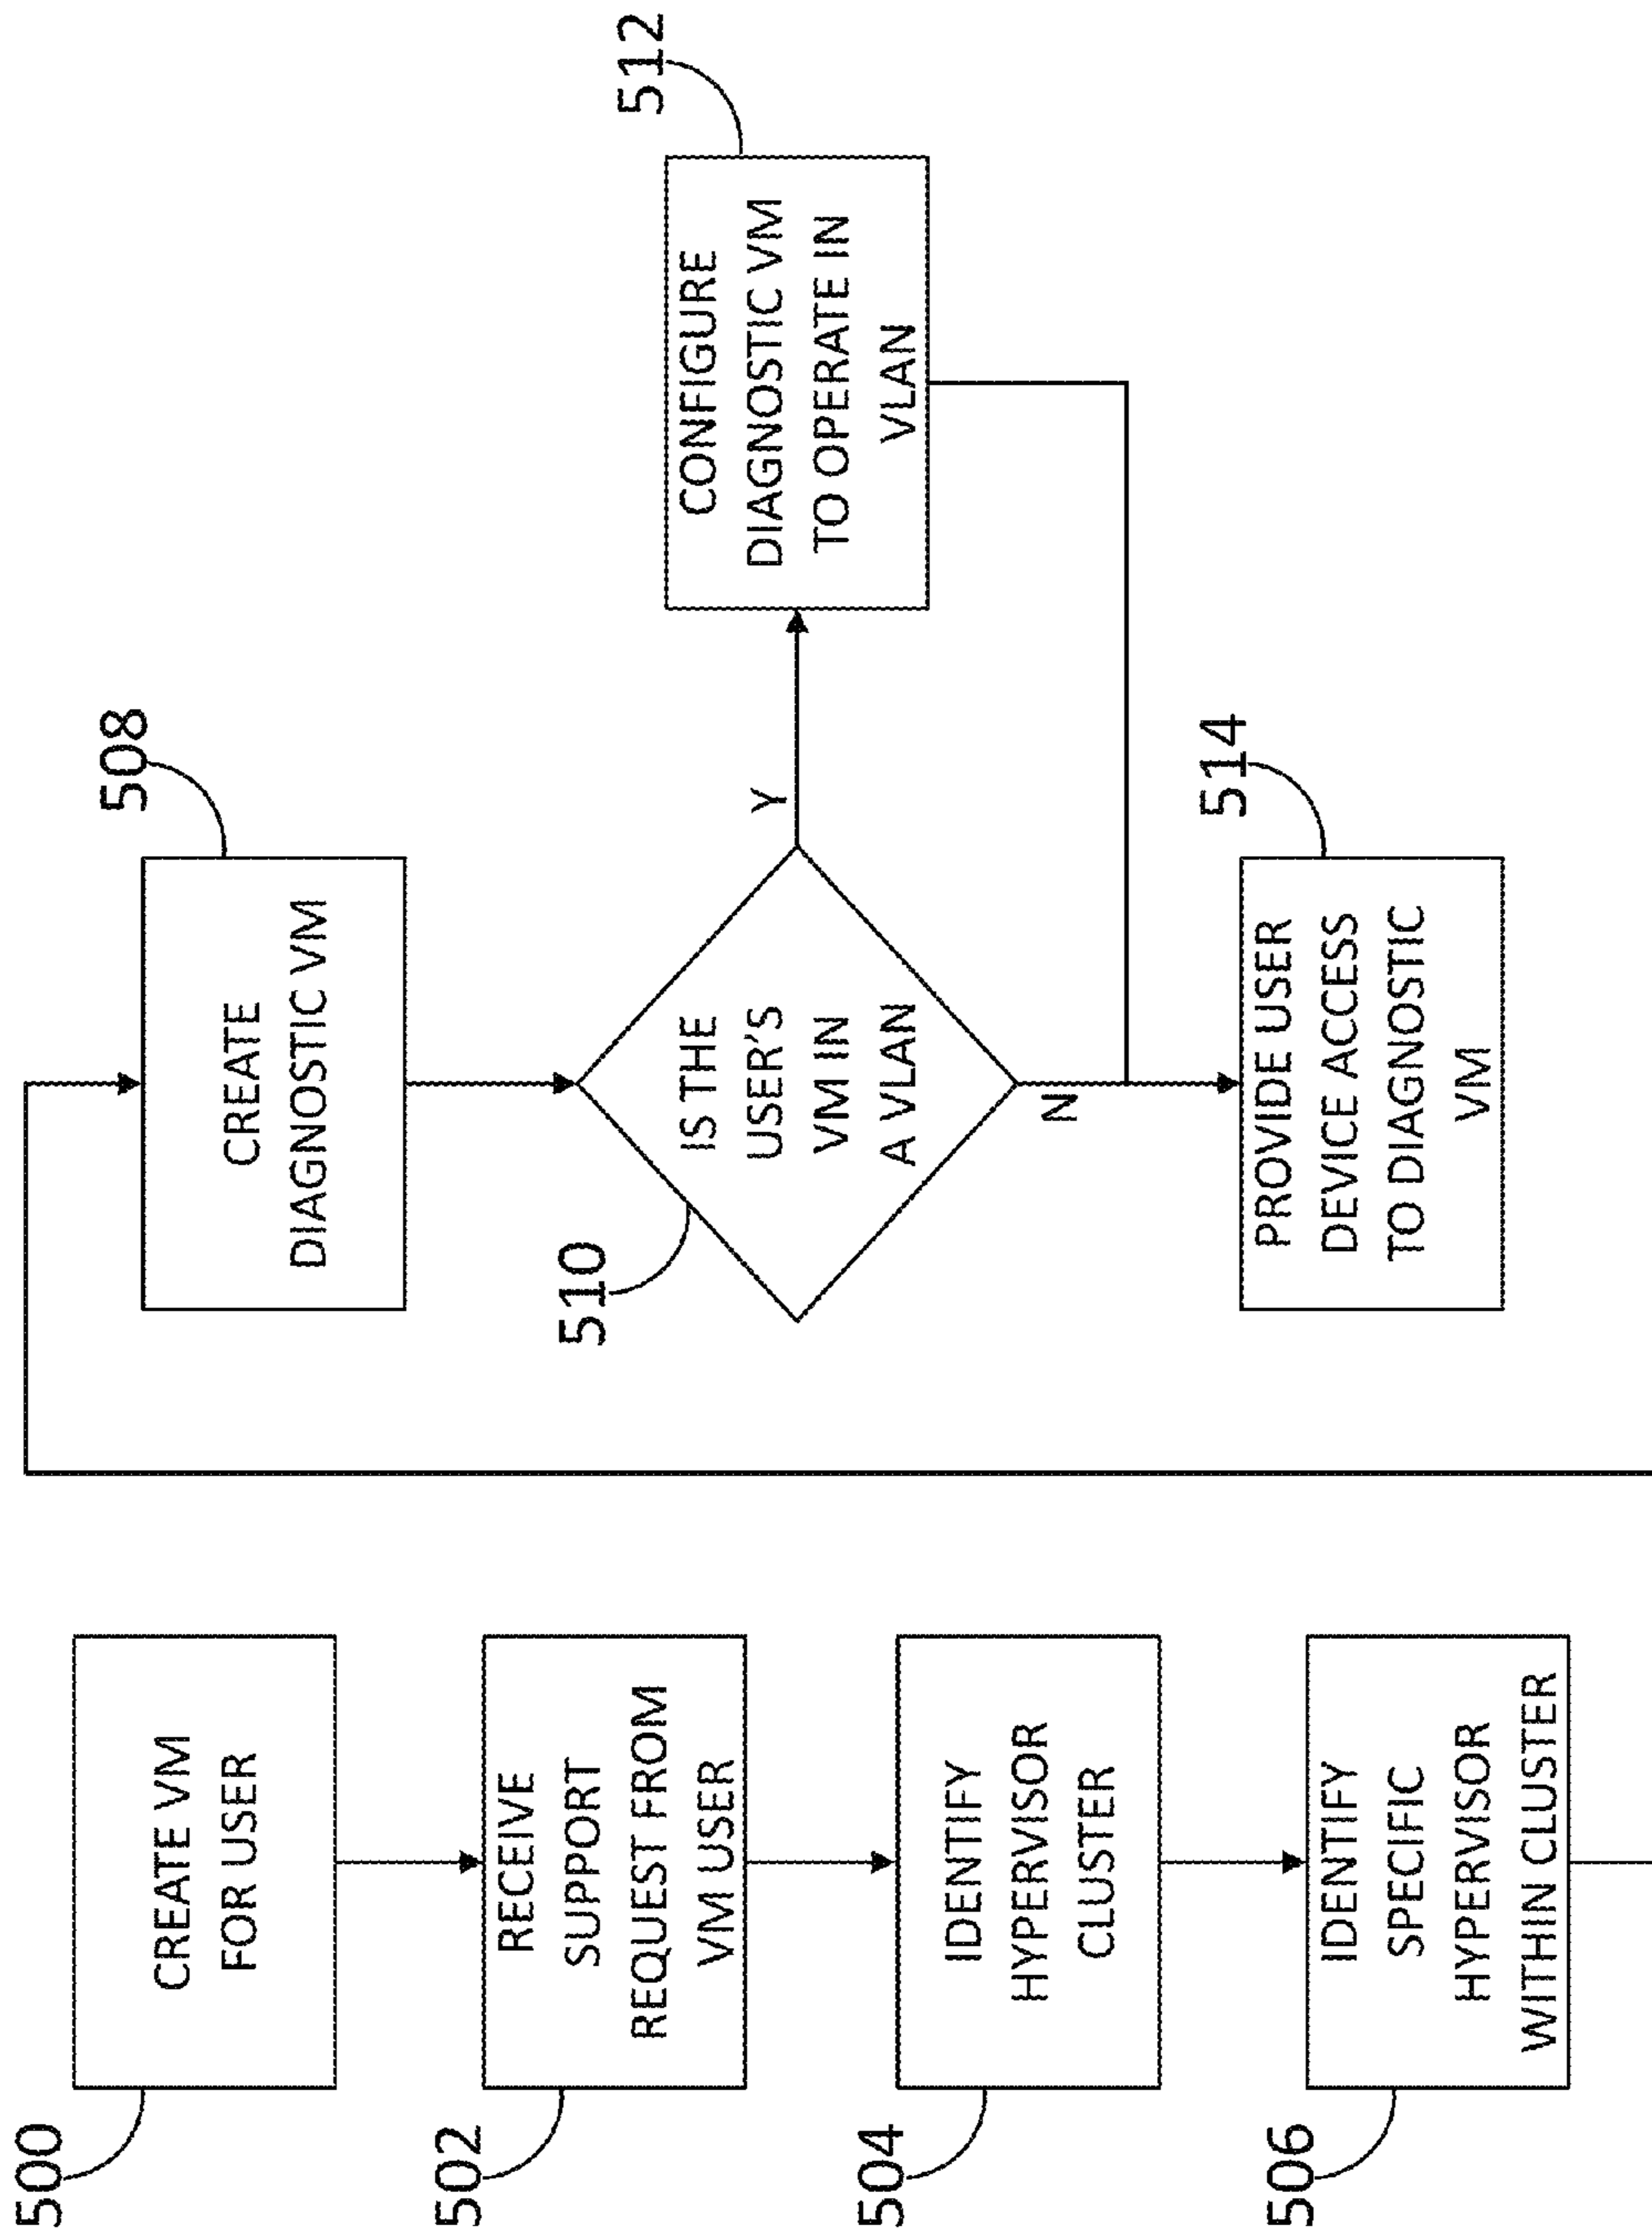 500
CREATE VM
FOR USER
502
RECEIVE
SUPPORT
REQUEST FROM
VM USER
504
IDENTIFY
HYPERVISOR
CLUSTER
506
IDENTIFY
SPECIFIC
HYPERVISOR
WITHIN CLUSTER
508
CREATE
DIAGNOSTIC VM
510
IS THE
USER'S
VM IN
A VLAN
Y
N
512
CONFIGURE
DIAGNOSTIC VM
TO OPERATE IN
VLAN
514
PROVIDE USER
DEVICE ACCESS
TO DIAGNOSTIC
VM